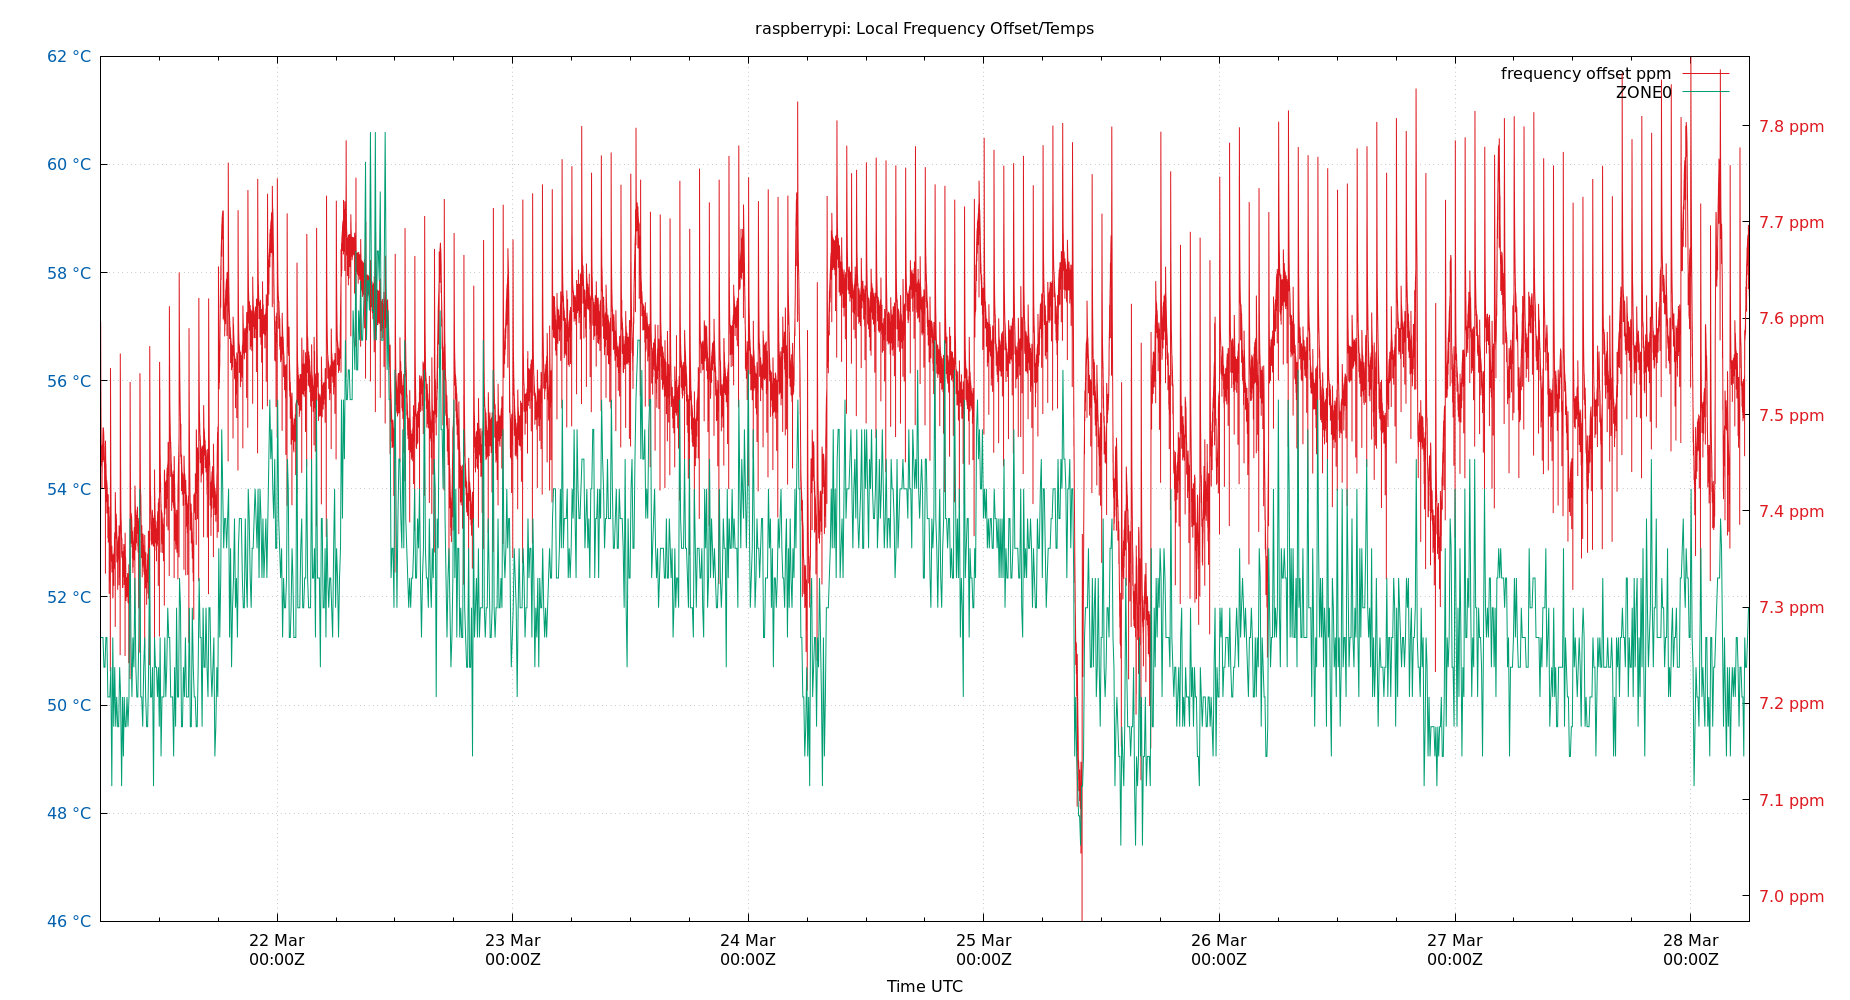 raspberrypi: Local Frequency Offset/Temps
62 °C
60 °C
58 °C
56 °C
54 °C
52 °C
50 °C
48 °C
46 °C
frequency offset ppm
ZONE0
7.8 ppm
7.7 ppm
7.6 ppm
7.5 ppm
7.4 ppm
7.3 ppm
7.2 ppm
7.1 ppm
7.0 ppm
22 Mar 23 Mar 24 Mar 25 Mar 26 Mar 27 Mar 28 Mar
00:00Z 00:00Z 00:00Z 00:00Z 00:00Z 00:00Z 00:00Z
Time UTC